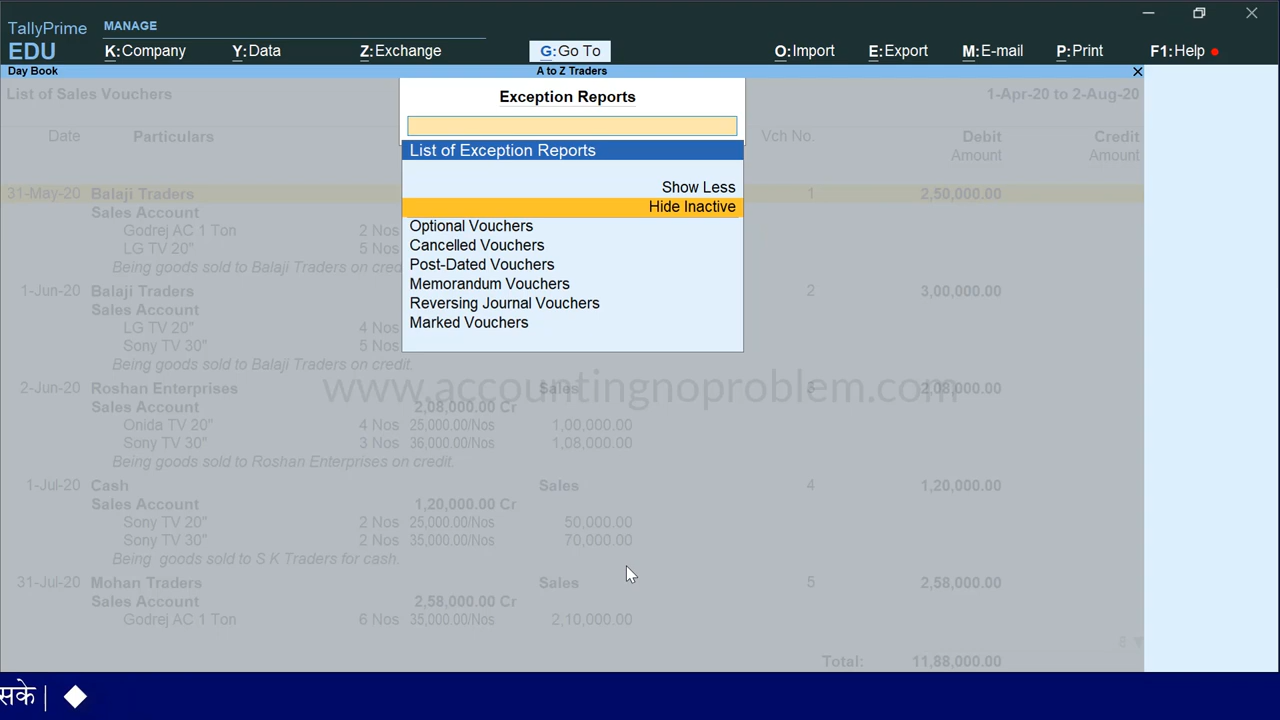 TallyPrime MANAGE
EDU K:Company Y:Data Z:Exchange G:Go To O:Import E:Export M:E-mail P:Print F1:Help
Day Book A to Z Traders
List of Sales Vouchers 1-Apr-20 to 2-Aug-20
Exception Reports
Date Particulars Vch No. Debit Credit
Amount Amount
List of Exception Reports
Show Less
Hide Inactive
Optional Vouchers
Cancelled Vouchers
Post-Dated Vouchers
Memorandum Vouchers
Reversing Journal Vouchers
Marked Vouchers
31-May-20 Balaji Traders 1 2,50,000.00
Sales Account
Godrej AC 1 Ton 2 Nos
LG TV 20" 5 Nos
Being goods sold to Balaji Traders on cred
1-Jun-20 Balaji Traders 2 3,00,000.00
Sales Account
LG TV 20" 4 Nos
Sony TV 30" 5 Nos
Being goods sold to Balaji Traders on credit.
www.accountingnoproblem.com
2-Jun-20 Roshan Enterprises Sales 3 2,08,000.00
Sales Account 2,08,000.00 Cr
Onida TV 20" 4 Nos 25,000.00/Nos 1,00,000.00
Sony TV 30" 3 Nos 36,000.00/Nos 1,08,000.00
Being goods sold to Roshan Enterprises on credit.
1-Jul-20 Cash Sales 4 1,20,000.00
Sales Account 1,20,000.00 Cr
Sony TV 20" 2 Nos 25,000.00/Nos 50,000.00
Sony TV 30" 2 Nos 35,000.00/Nos 70,000.00
Being goods sold to S K Traders for cash.
31-Jul-20 Mohan Traders Sales 5 2,58,000.00
Sales Account 2,58,000.00 Cr
Godrej AC 1 Ton 6 Nos 35,000.00/Nos 2,10,000.00
Total: 11,88,000.00
सके |